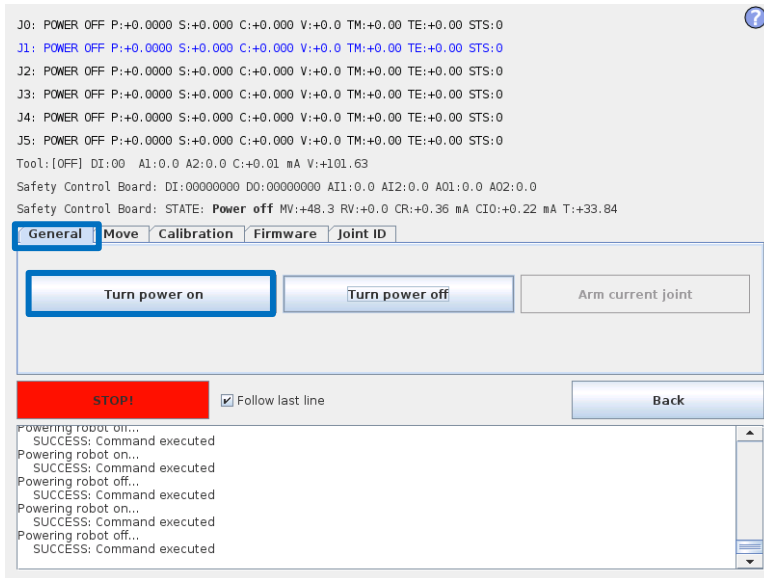 ?
J0: POWER OFF P:+0.0000 S:+0.000 C:+0.000 V:+0.0 TM:+0.00 TE:+0.00 STS:0
J1: POWER OFF P:+0.0000 S:+0.000 C:+0.000 V:+0.0 TM:+0.00 TE:+0.00 STS:0
J2: POWER OFF P:+0.0000 S:+0.000 C:+0.000 V:+0.0 TM:+0.00 TE:+0.00 STS:0
J3: POWER OFF P:+0.0000 S:+0.000 C:+0.000 V:+0.0 TM:+0.00 TE:+0.00 STS:0
J4: POWER OFF P:+0.0000 S:+0.000 C:+0.000 V:+0.0 TM:+0.00 TE:+0.00 STS:0
J5: POWER OFF P:+0.0000 S:+0.000 C:+0.000 V:+0.0 TM:+0.00 TE:+0.00 STS:0
Tool:[OFF] DI:00 A1:0.0 A2:0.0 C:+0.01 mA V:+101.63
Safety Control Board: DI:00000000 DO:00000000 AI1:0.0 AI2:0.0 AO1:0.0 AO2:0.0
Safety Control Board: STATE: Power off MV:+48.3 RV:+0.0 CR:+0.36 mA CIO:+0.22 mA T:+33.84
General Move Calibration Firmware Joint ID
Turn power on Turn power off Arm current joint
STOP! Follow last line Back
Powering robot off...
SUCCESS: Command executed
Powering robot on...
SUCCESS: Command executed
Powering robot off...
SUCCESS: Command executed
Powering robot on...
SUCCESS: Command executed
Powering robot off...
SUCCESS: Command executed